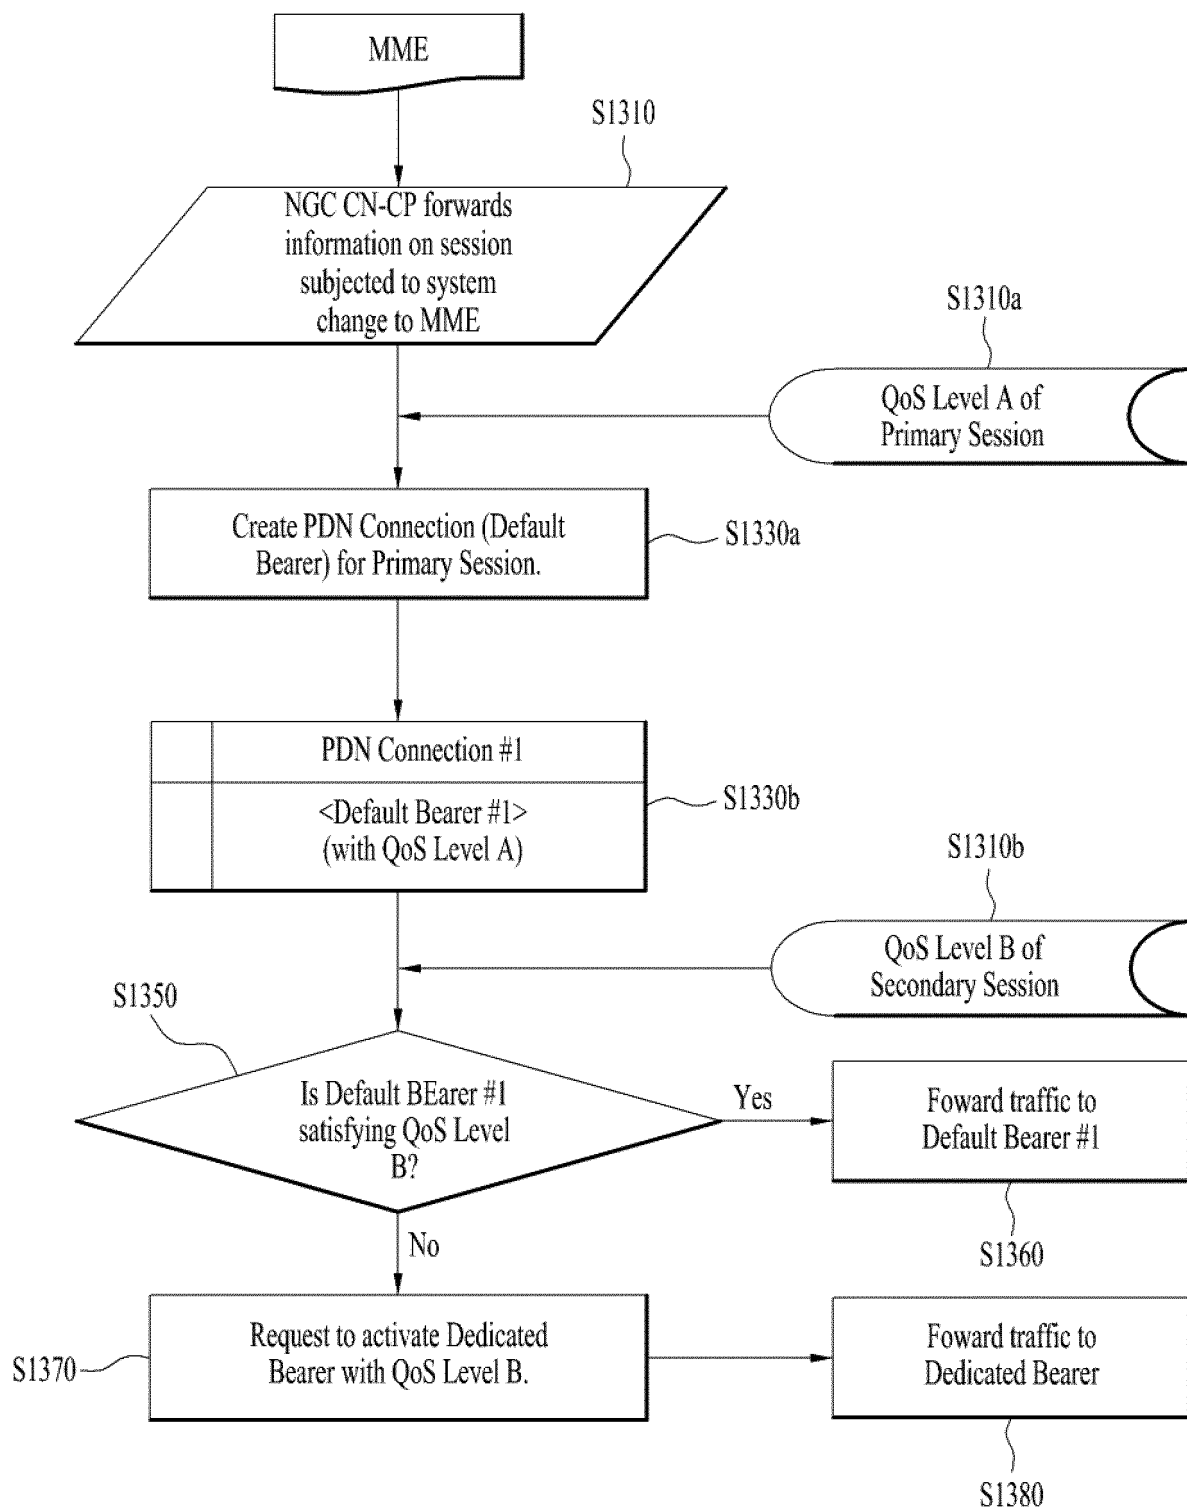 MME
S1310
NGC CN-CP forwards
information on session
subjected to system
change to MME
S1310a
QoS Level A of
Primary Session
Create PDN Connection (Default
Bearer) for Primary Session.
S1330a
PDN Connection #1
<Default Bearer #1>
(with QoS Level A)
S1330b
S1310b
QoS Level B of
Secondary Session
S1350
Is Default BEarer #1
satisfying QoS Level
B?
Yes
Foward traffic to
Default Bearer #1
S1360
No
Request to activate Dedicated
Bearer with QoS Level B.
S1370
Foward traffic to
Dedicated Bearer
S1380